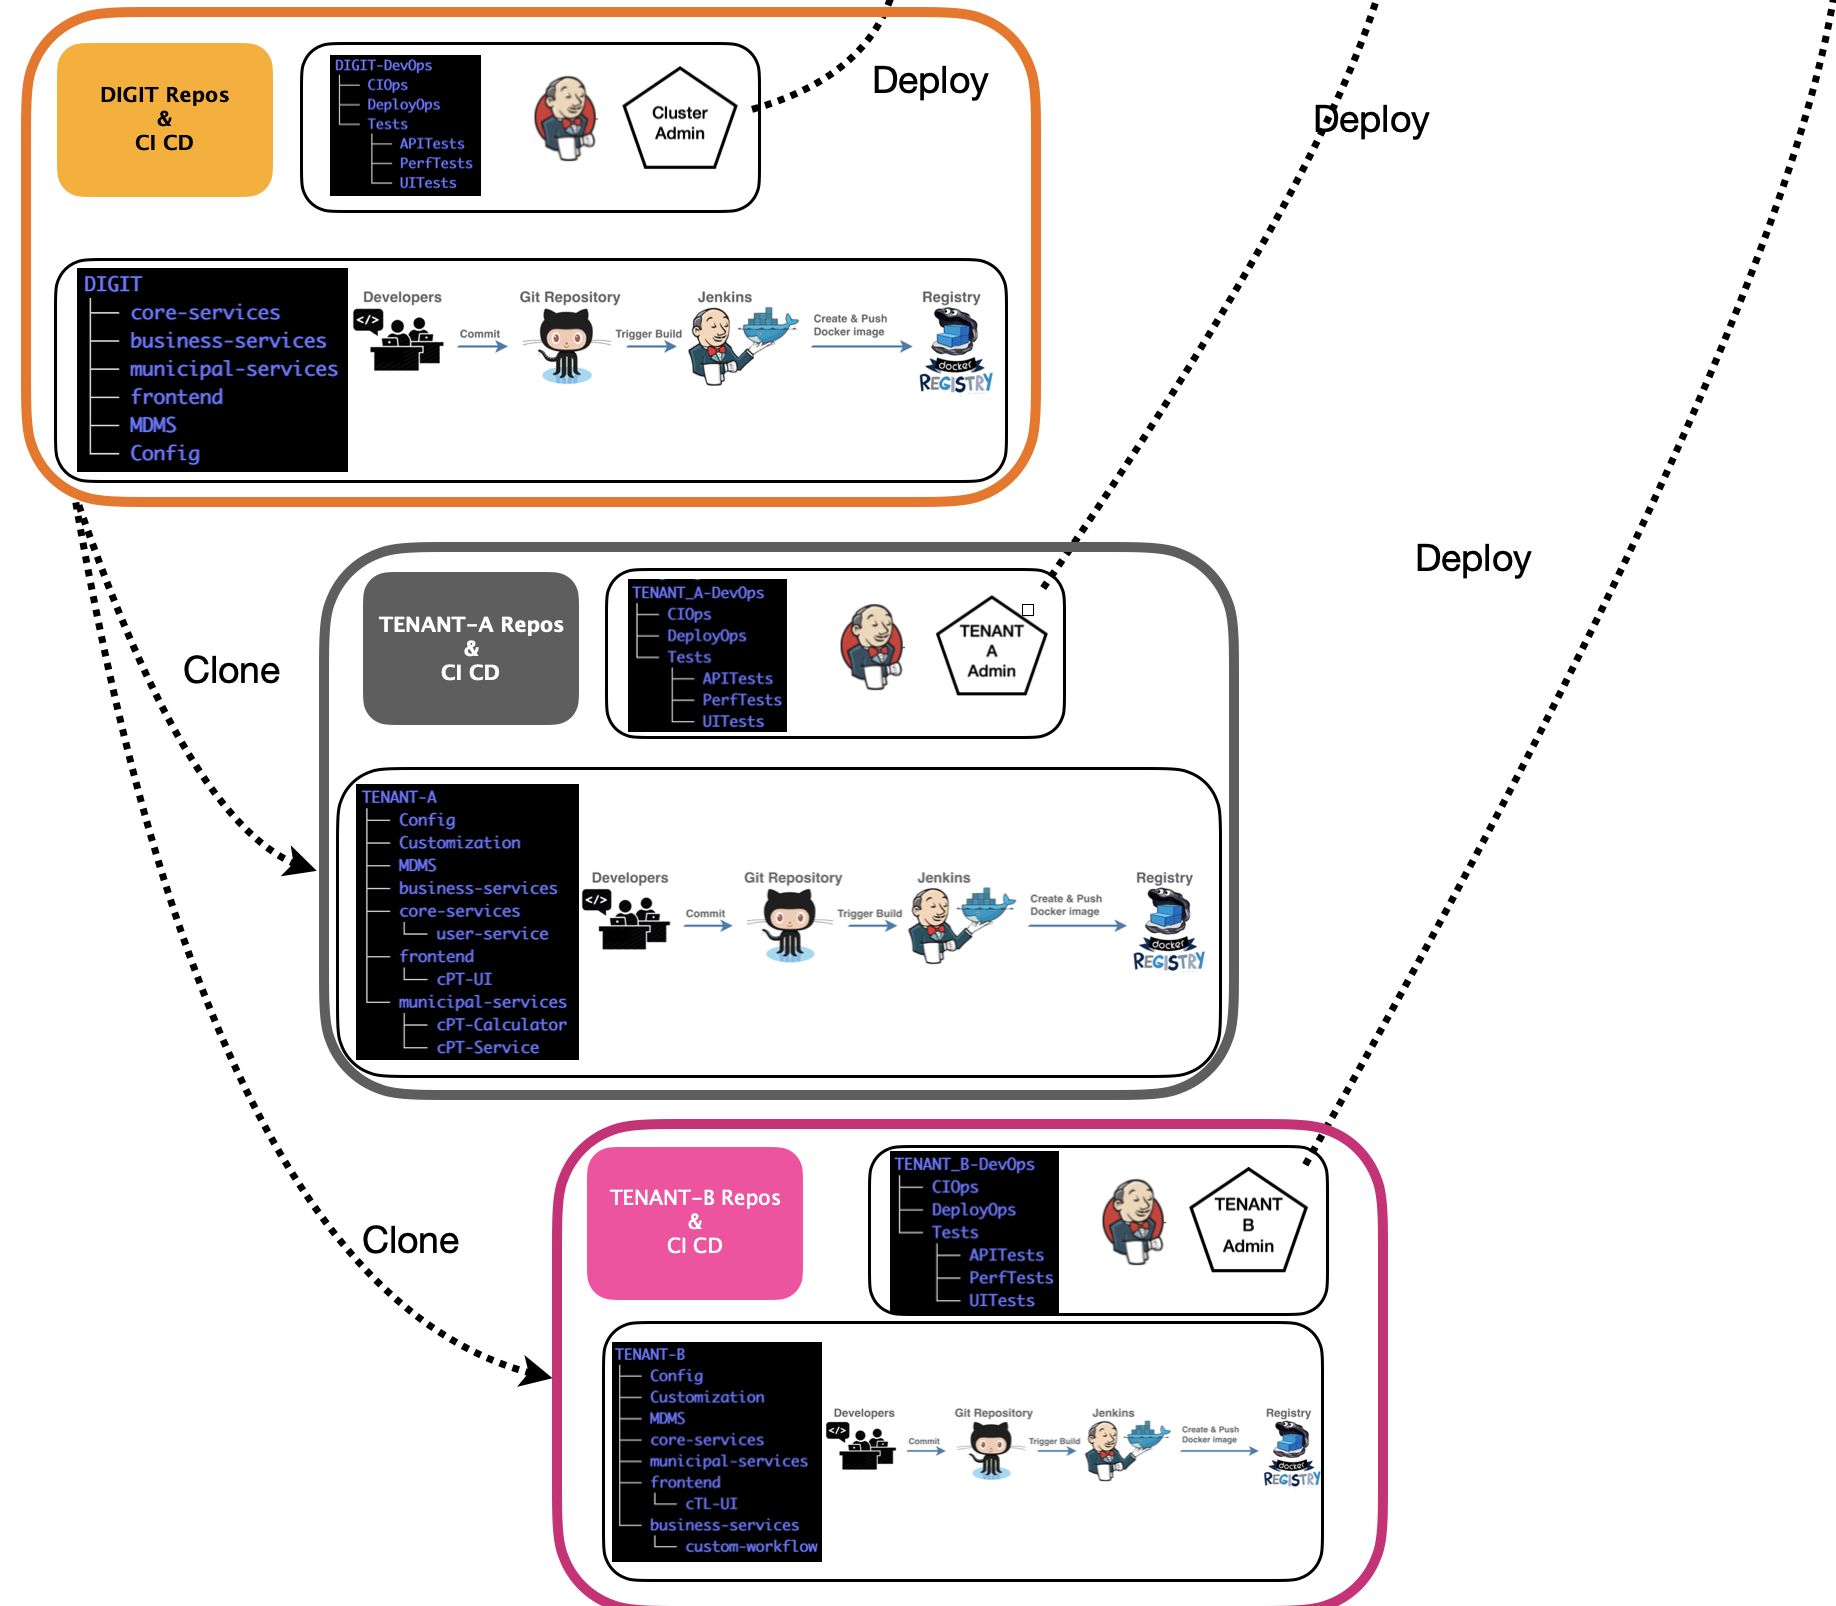 DIGIT Repos
&
CI CD
DIGIT-DevOps
CIOps
DeployOps
Tests
APITests
PerfTests
UITests
Cluster
Admin
Deploy
Deploy
DIGIT
core-services
business-services
municipal-services
frontend
MDMS
Config
Developers
</>
Commit
Git Repository
Trigger Build
Jenkins
Create & Push
Docker image
Registry
docker
REGISTRY
Deploy
Clone
TENANT-A Repos
&
CI CD
TENANT_A-DevOps
CIOps
DeployOps
Tests
APITests
PerfTests
UITests
TENANT
A
Admin
TENANT-A
Config
Customization
MDMS
business-services
core-services
user-service
frontend
cPT-UI
municipal-services
cPT-Calculator
cPT-Service
Developers
</>
Commit
Git Repository
Trigger Build
Jenkins
Create & Push
Docker image
Registry
docker
REGISTRY
Clone
TENANT-B Repos
&
CI CD
TENANT_B-DevOps
CIOps
DeployOps
Tests
APITests
PerfTests
UITests
TENANT
B
Admin
TENANT-B
Config
Customization
MDMS
core-services
municipal-services
frontend
cTL-UI
business-services
custom-workflow
Developers
</>
Commit
Git Repository
Trigger Build
Jenkins
Create & Push
Docker image
Registry
docker
REGISTRY